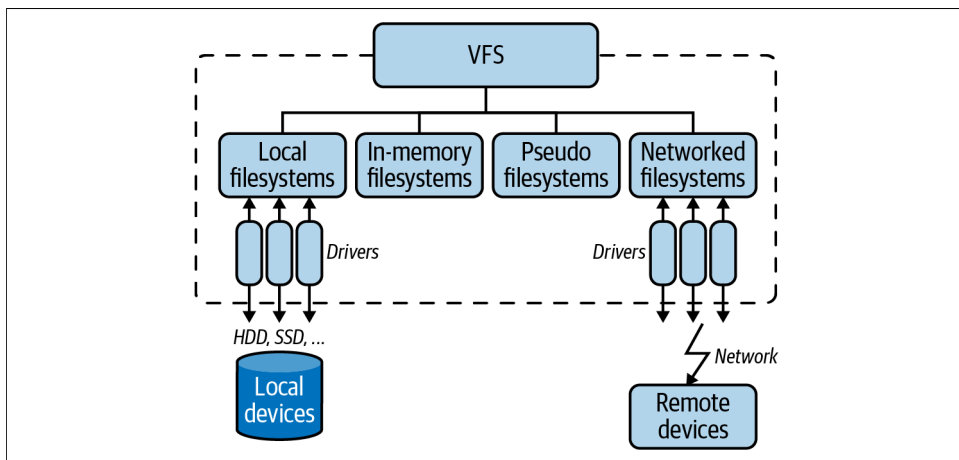 VFS
Local
filesystems
In-memory
filesystems
Pseudo
filesystems
Networked
filesystems
Drivers
Drivers
HDD, SSD, ...
Network
Local
devices
Remote
devices